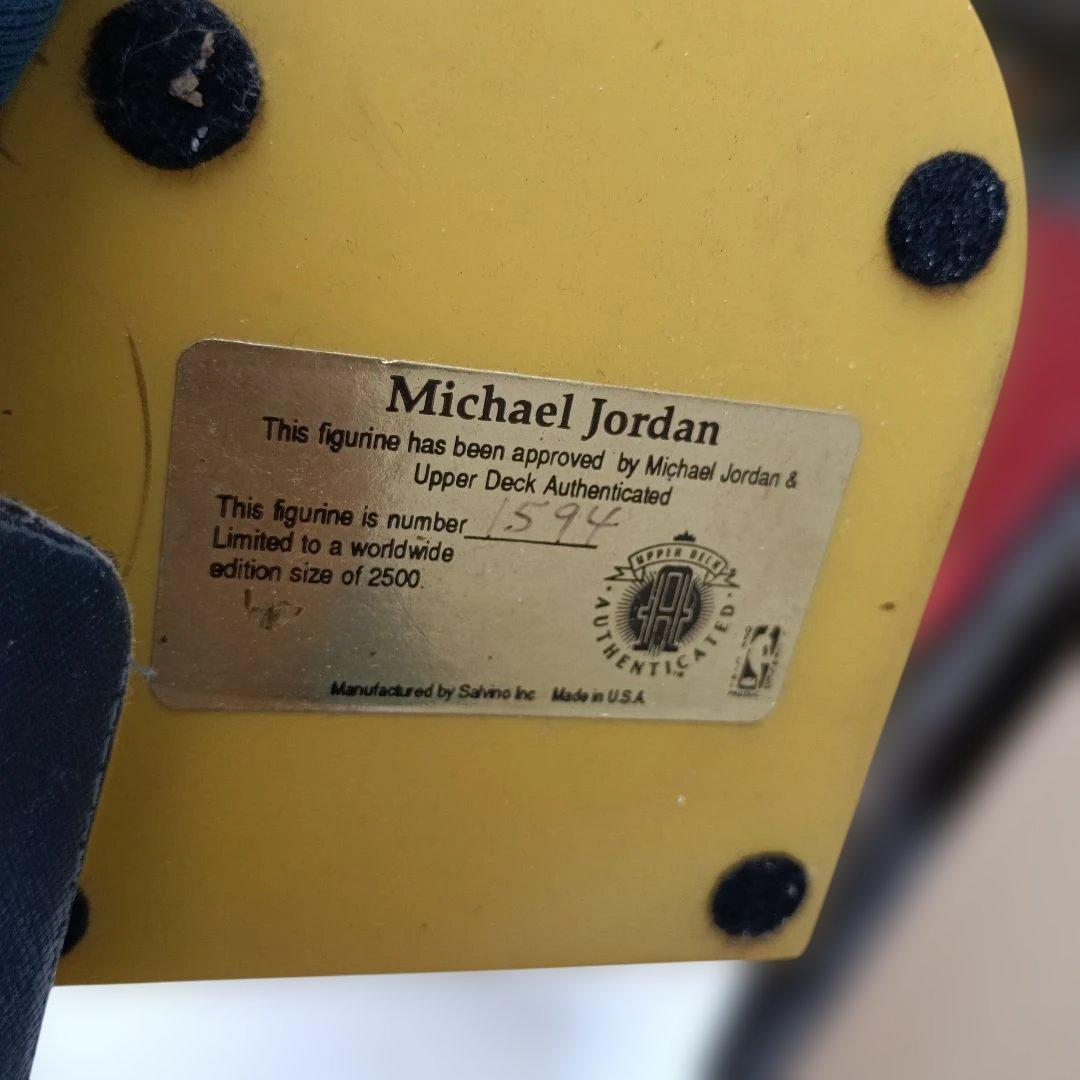 Michael Jordan
This figurine has been approved by Michael Jordan &
Upper Deck Authenticated
This figurine is number 1594
Limited to a worldwide
edition size of 2500.
UPPER DECK
AUTHENTICATED
Manufactured by Salvino Inc Made in U.S.A